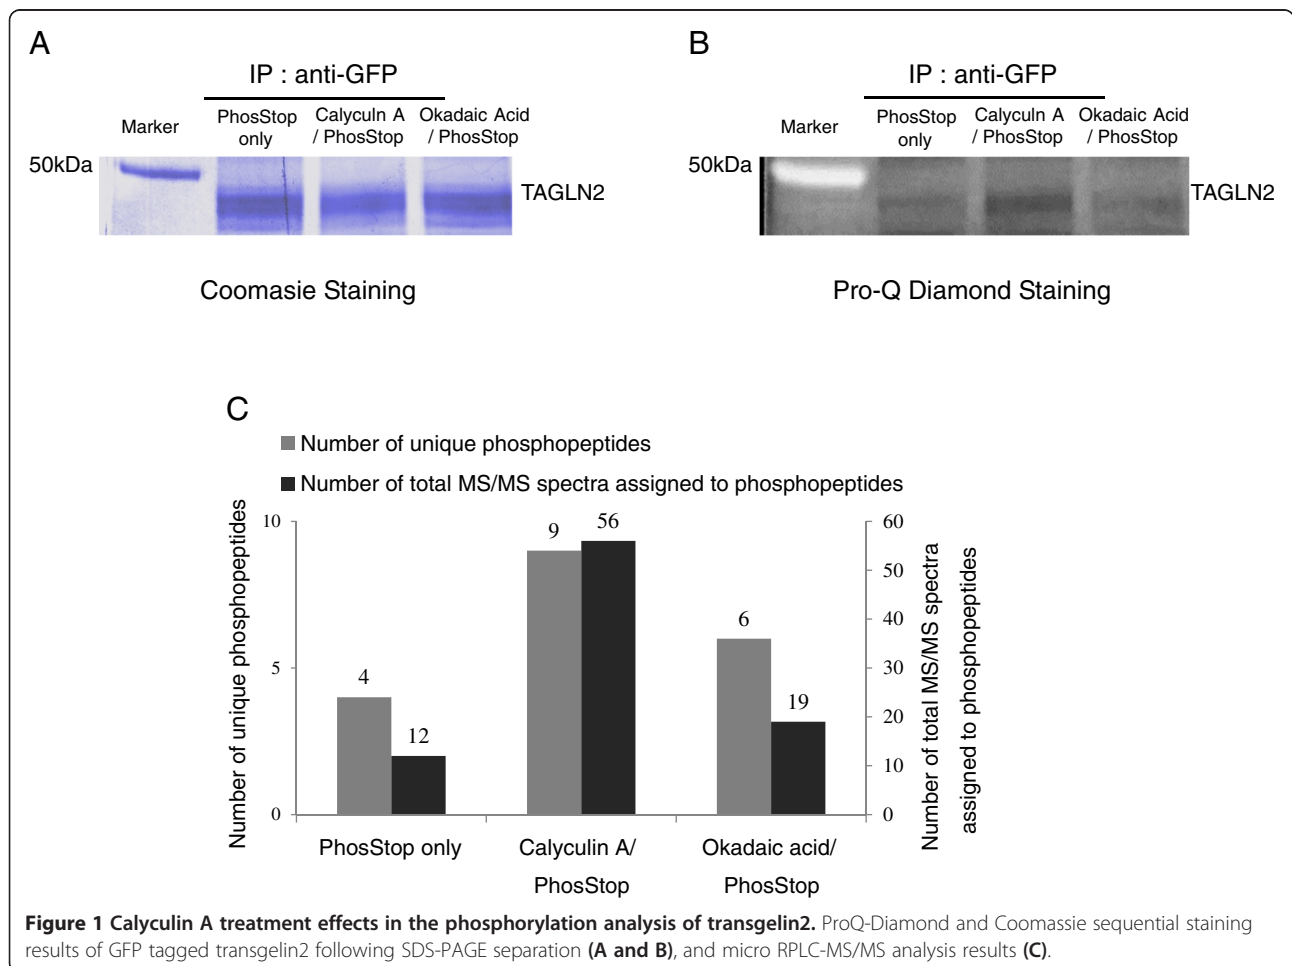 A
IP : anti-GFP
Marker
PhosStop
only
Calyculin A
/ PhosStop
Okadaic Acid
/ PhosStop
50kDa
TAGLN2
Coomasie Staining
B
IP : anti-GFP
Marker
PhosStop
only
Calyculin A
/ PhosStop
Okadaic Acid
/ PhosStop
50kDa
TAGLN2
Pro-Q Diamond Staining
C
Number of unique phosphopeptides
Number of total MS/MS spectra assigned to phosphopeptides
Number of unique phosphopeptides
10
5
0
4
12
9
56
6
19
60
50
40
30
20
10
0
Number of total MS/MS spectra
assigned to phosphopeptides
PhosStop only
Calyculin A/
PhosStop
Okadaic acid/
PhosStop
Figure 1 Calyculin A treatment effects in the phosphorylation analysis of transgelin2. ProQ-Diamond and Coomassie sequential staining
results of GFP tagged transgelin2 following SDS-PAGE separation (A and B), and micro RPLC-MS/MS analysis results (C).